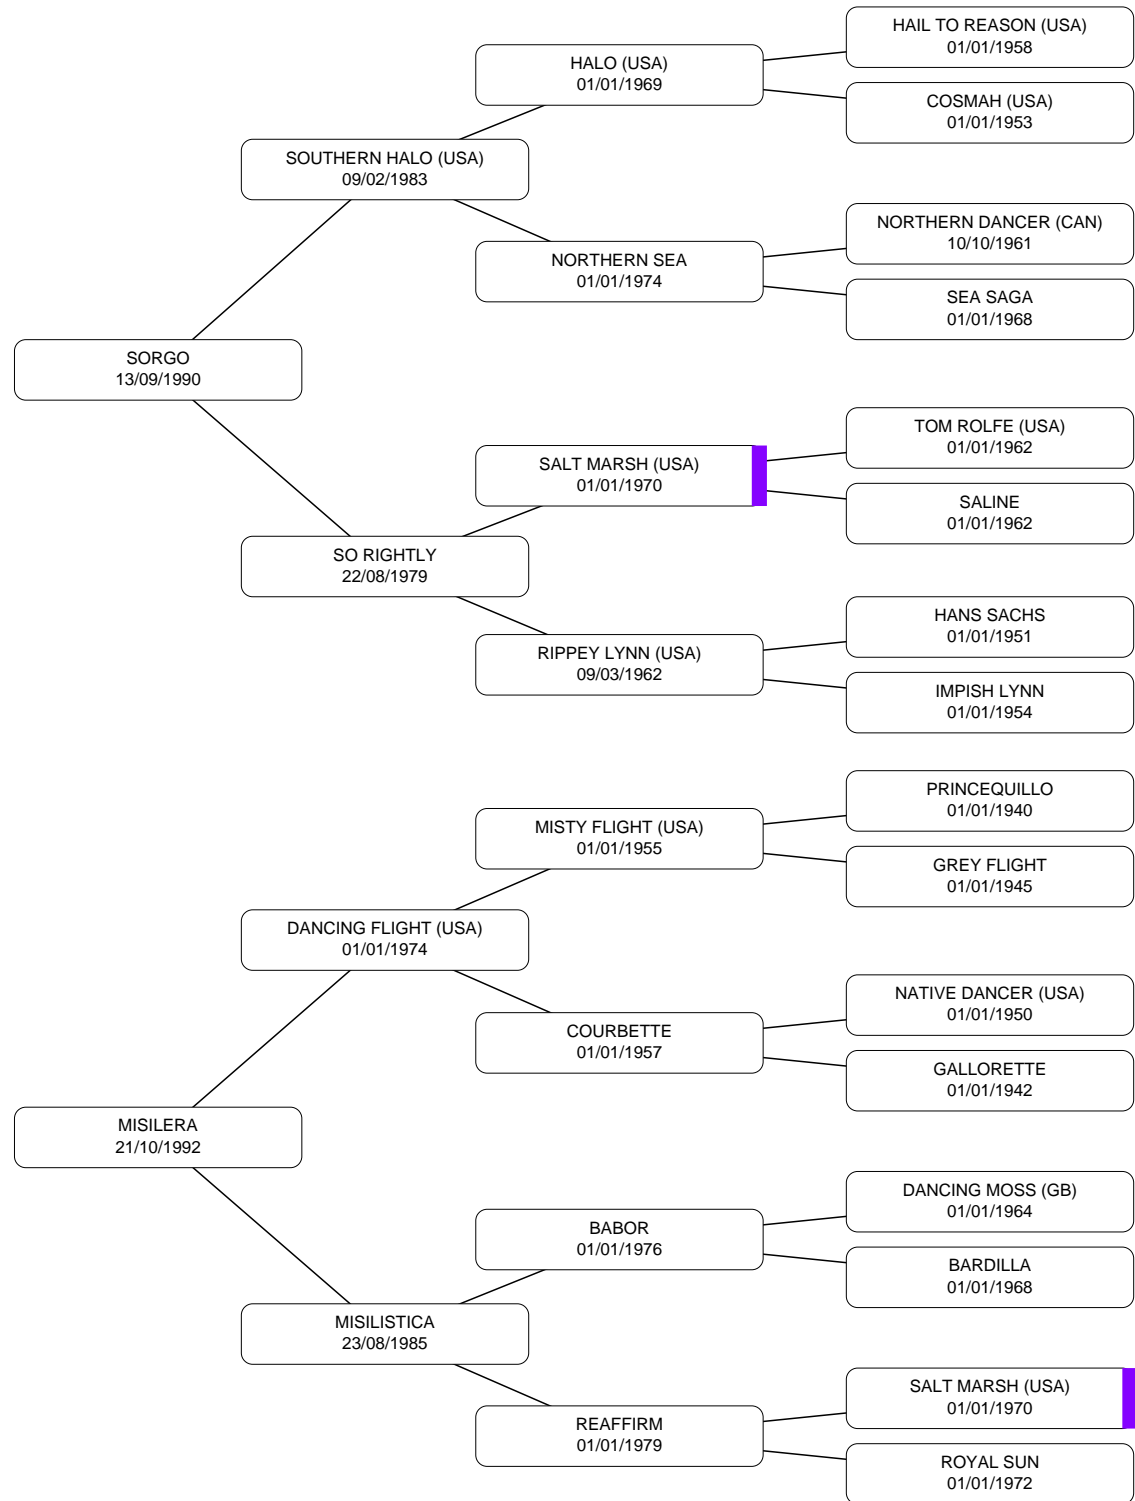 HAIL TO REASON (USA)
01/01/1958
HALO (USA)
01/01/1969
COSMAH (USA)
01/01/1953
SOUTHERN HALO (USA)
09/02/1983
NORTHERN DANCER (CAN)
10/10/1961
NORTHERN SEA
01/01/1974
SEA SAGA
01/01/1968
SORGO
13/09/1990
TOM ROLFE (USA)
01/01/1962
SALT MARSH (USA)
01/01/1970
SALINE
01/01/1962
SO RIGHTLY
22/08/1979
HANS SACHS
01/01/1951
RIPPEY LYNN (USA)
09/03/1962
IMPISH LYNN
01/01/1954
PRINCEQUILLO
01/01/1940
MISTY FLIGHT (USA)
01/01/1955
GREY FLIGHT
01/01/1945
DANCING FLIGHT (USA)
01/01/1974
NATIVE DANCER (USA)
01/01/1950
COURBETTE
01/01/1957
GALLORETTE
01/01/1942
MISILERA
21/10/1992
DANCING MOSS (GB)
01/01/1964
BABOR
01/01/1976
BARDILLA
01/01/1968
MISILISTICA
23/08/1985
SALT MARSH (USA)
01/01/1970
REAFFIRM
01/01/1979
ROYAL SUN
01/01/1972